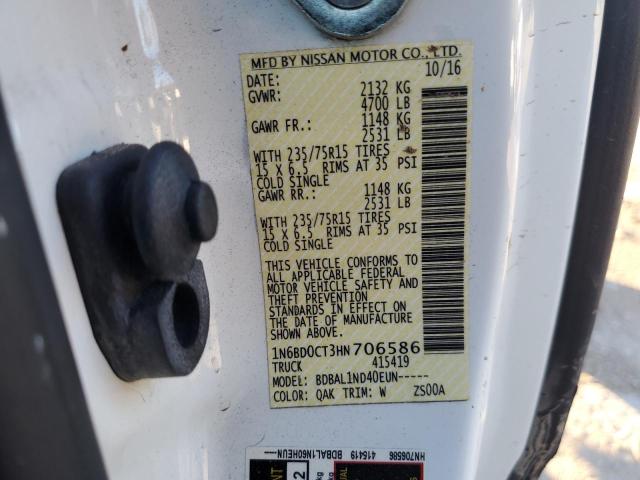 MFD BY NISSAN MOTOR CO., LTD.
DATE: 10/16
GVWR: 2132 KG
4700 LB
GAWR FR.: 1148 KG
2531 LB
WITH 235/75R15 TIRES
15 X 6.5 RIMS AT 35 PSI
COLD SINGLE
GAWR RR.: 1148 KG
2531 LB
WITH 235/75R15 TIRES
15 X 6.5 RIMS AT 35 PSI
COLD SINGLE
THIS VEHICLE CONFORMS TO
ALL APPLICABLE FEDERAL
MOTOR VEHICLE SAFETY AND
THEFT PREVENTION
STANDARDS IN EFFECT ON
THE DATE OF MANUFACTURE
SHOWN ABOVE.
1N6BD0CT3HN706586
TRUCK 415419
MODEL: BDBAL1ND40EUN-----
COLOR: QAK TRIM: W ZS00A
HN706586 415419 BDBAL1N60HEUN----